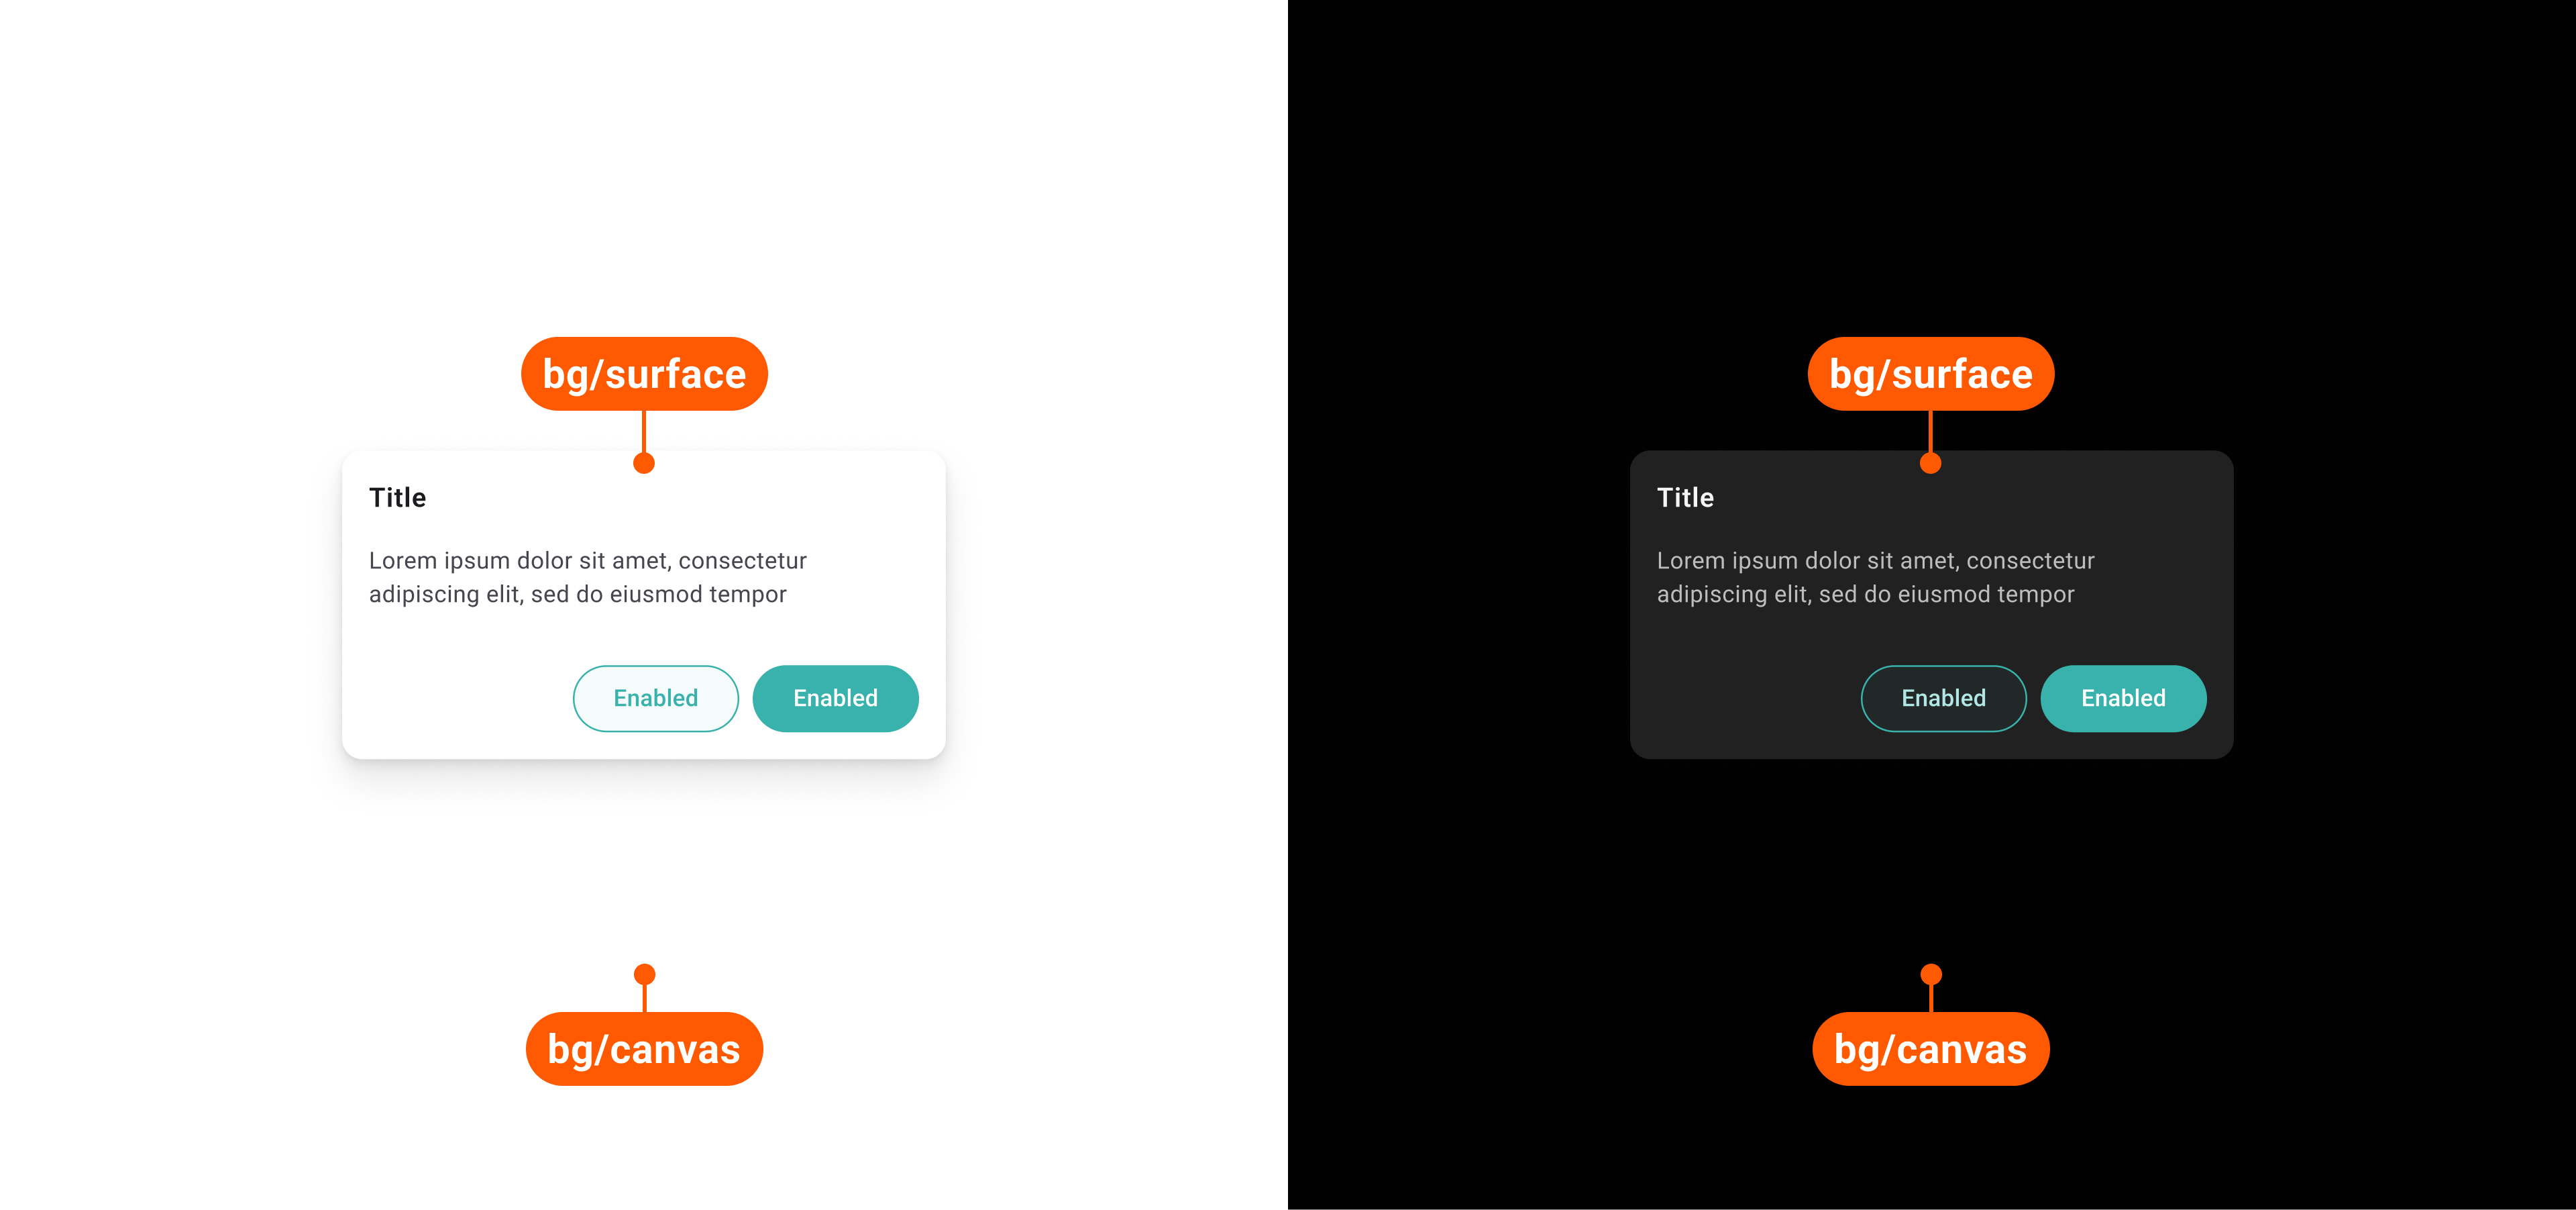 bg/surface
Title
Lorem ipsum dolor sit amet, consectetur
adipiscing elit, sed do eiusmod tempor
Enabled
Enabled
bg/canvas
bg/surface
Title
Lorem ipsum dolor sit amet, consectetur
adipiscing elit, sed do eiusmod tempor
Enabled
Enabled
bg/canvas